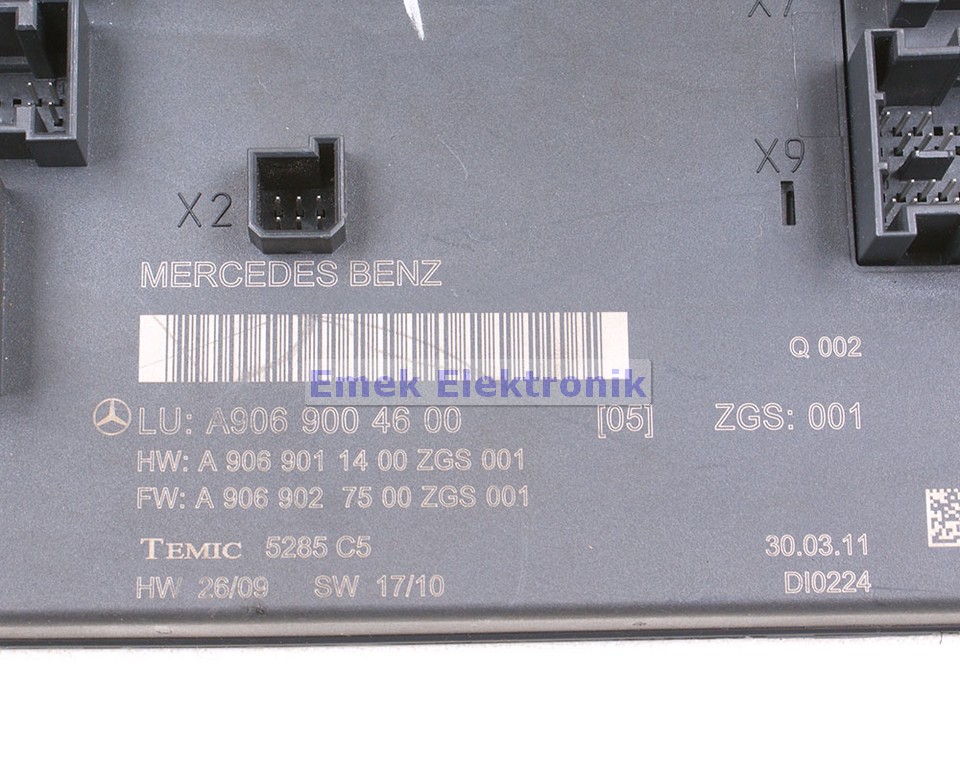 X7
X9
X2
MERCEDES BENZ
Q 002
Emek Elektronik
LU: A906 900 46 00 [05] ZGS: 001
HW: A 906 901 14 00 ZGS 001
FW: A 906 902 75 00 ZGS 001
TEMIC 5285 C5 30.03.11
HW 26/09 SW 17/10 DI0224